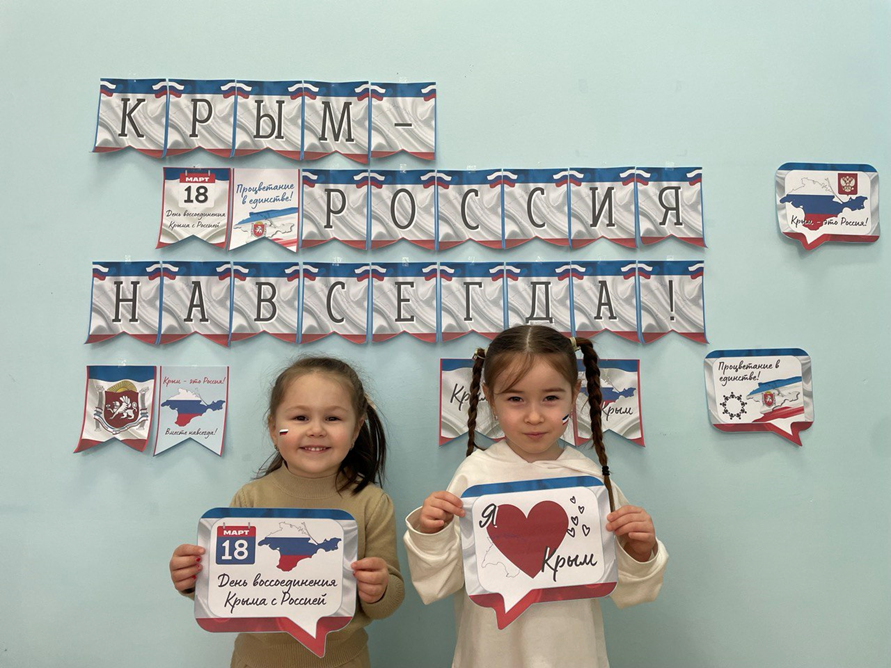 КРЫМ-
МАРТ
18
День воссоединения
Крыма с Россией
Процветание
в единстве!
РОССИЯ
Крым - это Россия!
НАВСЕГДА!
Крым - это Россия!
Вместе навсегда!
Крым
Процветание в
единстве!
МАРТ
18
День воссоединения
Крыма с Россией
Я
Крым